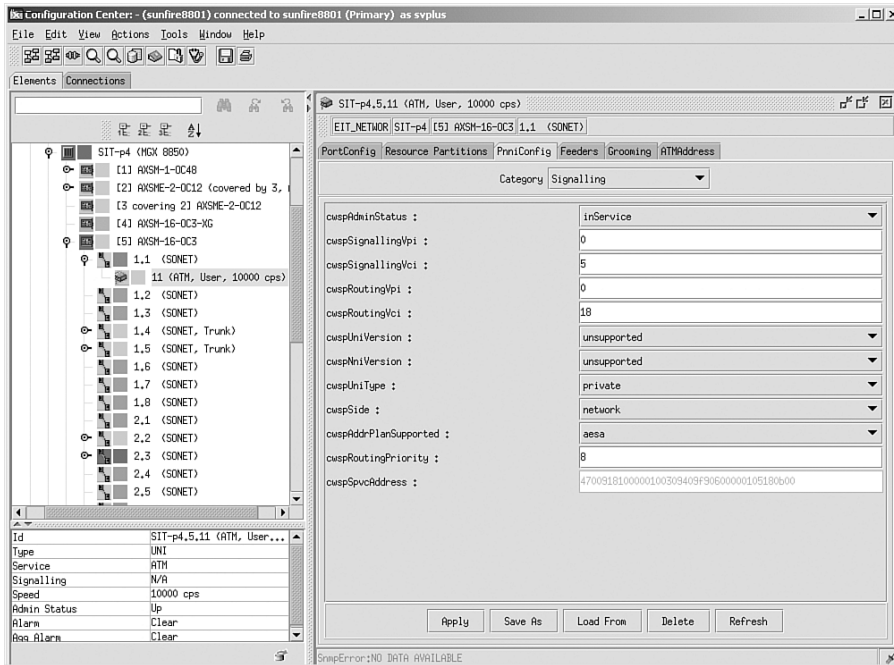 Configuration Center: - (sunfire8801) connected to sunfire8801 (Primary) as svplus
File Edit View Actions Tools Window Help
Elements Connections
SIT-p4 (MGX 8850)
[1] AXSM-1-OC48
[2] AXSME-2-OC12 (covered by 3,
[3 covering 2] AXSME-2-OC12
[4] AXSM-16-OC3-XG
[5] AXSM-16-OC3
1.1 (SONET)
11 (ATM, User, 10000 cps)
1.2 (SONET)
1.3 (SONET)
1.4 (SONET, Trunk)
1.5 (SONET, Trunk)
1.6 (SONET)
1.7 (SONET)
1.8 (SONET)
2.1 (SONET)
2.2 (SONET)
2.3 (SONET)
2.4 (SONET)
2.5 (SONET)
Id SIT-p4.5.11 (ATM, User...
Type UNI
Service ATM
Signalling N/A
Speed 10000 cps
Admin Status Up
Alarm Clear
Agg Alarm Clear
SIT-p4.5.11 (ATM, User, 10000 cps)
EIT_NETWOR SIT-p4 [5] AXSM-16-OC3 1.1 (SONET)
PortConfig Resource Partitions PnniConfig Feeders Grooming ATMAddress
Category Signalling
cwspAdminStatus : inService
cwspSignallingVpi : 0
cwspSignallingVci : 5
cwspRoutingVpi : 0
cwspRoutingVci : 18
cwspUniVersion : unsupported
cwspNniVersion : unsupported
cwspUniType : private
cwspSide : network
cwspAddrPlanSupported : aesa
cwspRoutingPriority : 8
cwspSpvcAddress :
Apply Save As Load From Delete Refresh
SnmpError:NO DATA AVAILABLE